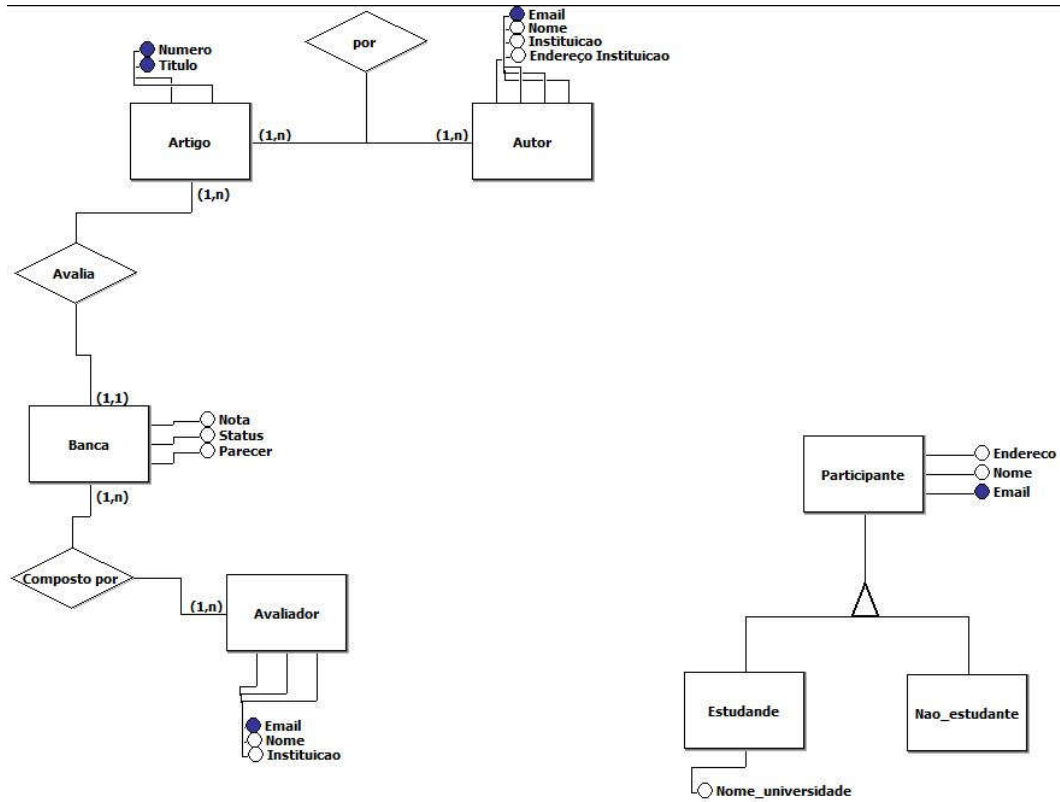 Numero
Titulo
por
Email
Nome
Instituicao
Endereço Instituicao
Artigo
(1,n)
(1,n)
Autor
(1,n)
Avalia
(1,1)
Banca
Nota
Status
Parecer
(1,n)
Composto por
(1,n)
Avaliador
Email
Nome
Instituicao
Participante
Endereco
Nome
Email
Estudande
Nao_estudante
Nome_universidade